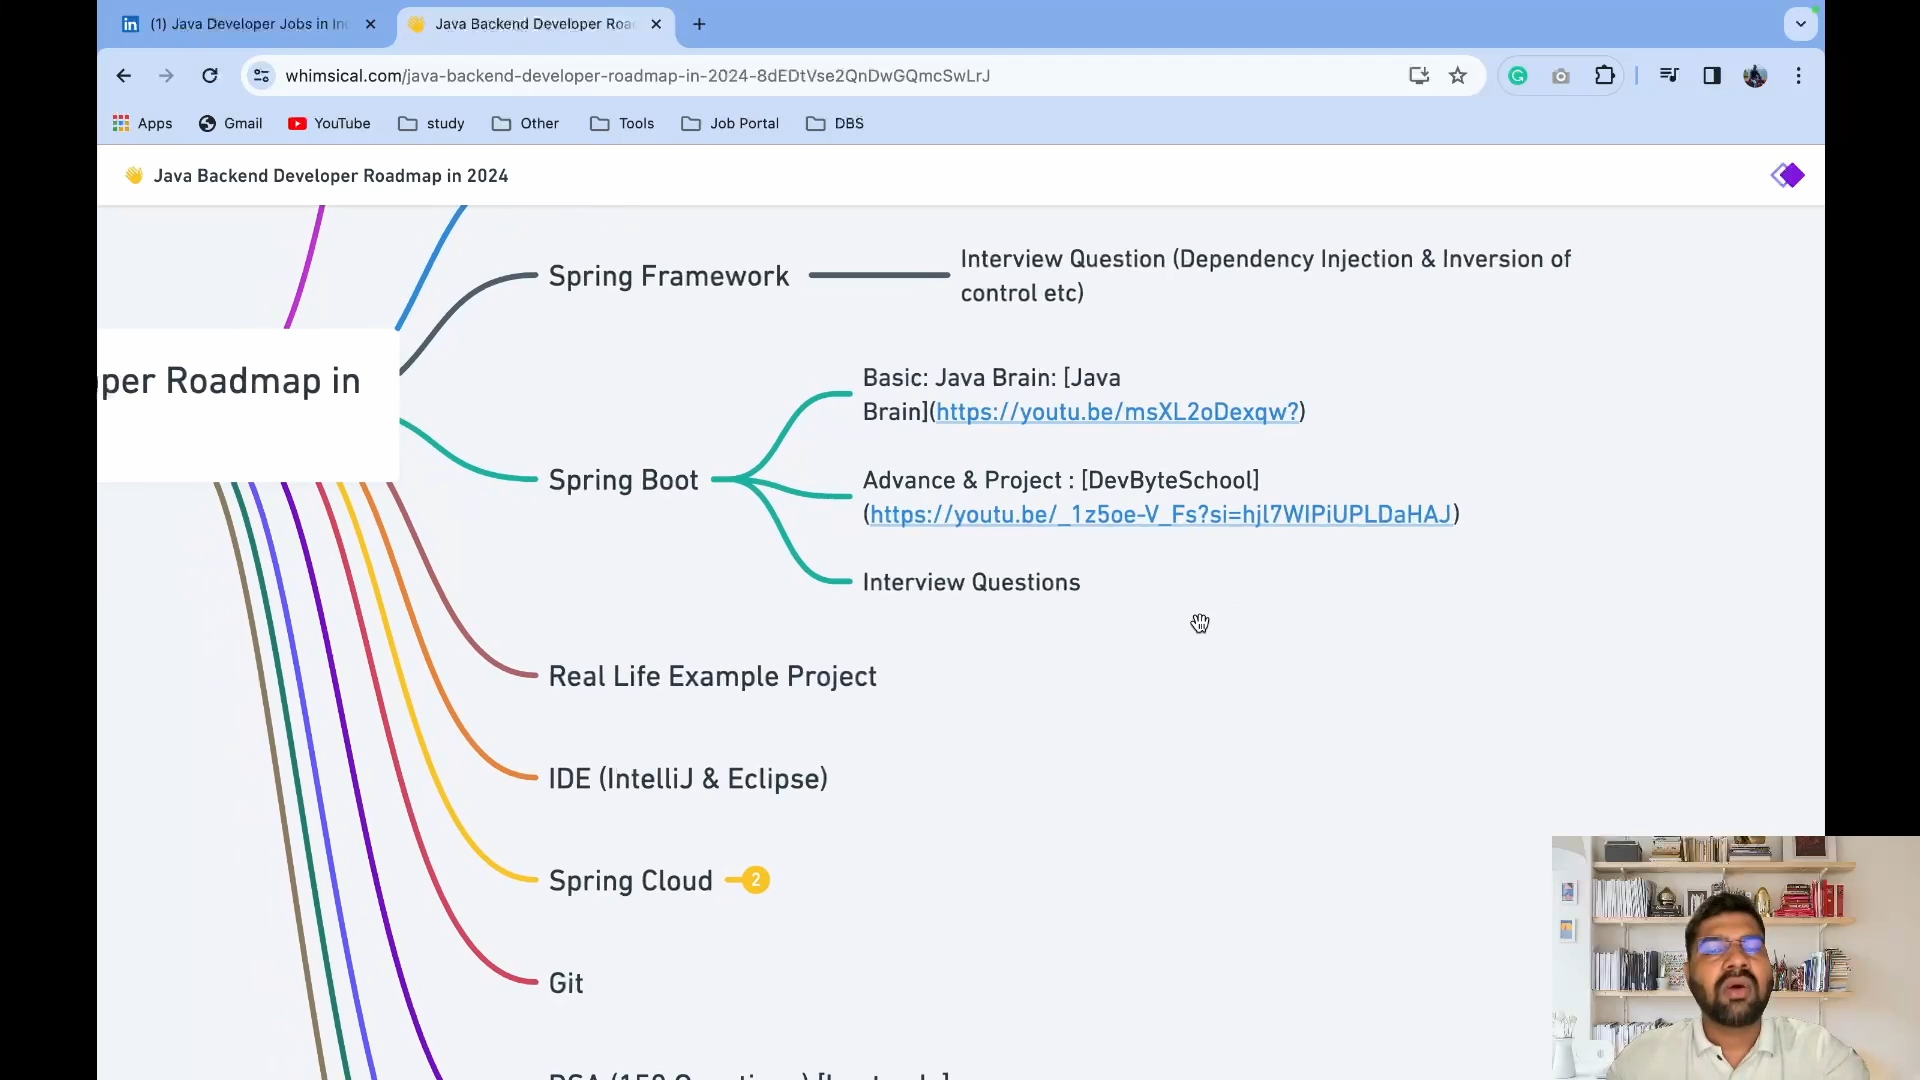 (1) Java Developer Jobs in In
Java Backend Developer Roa
whimsical.com/java-backend-developer-roadmap-in-2024-8dEDtVse2QnDwGQmcSwLrJ
Apps
Gmail
YouTube
study
Other
Tools
Job Portal
DBS
Java Backend Developer Roadmap in 2024
Spring Framework
Interview Question (Dependency Injection & Inversion of
control etc)
per Roadmap in
Basic: Java Brain: [Java
Brain](https://youtu.be/msXL2oDexqw?)
Spring Boot
Advance & Project : [DevByteSchool]
(https://youtu.be/_1z5oe-V_Fs?si=hjl7WIPiUPLDaHAJ)
Interview Questions
Real Life Example Project
IDE (IntelliJ & Eclipse)
Spring Cloud
2
Git